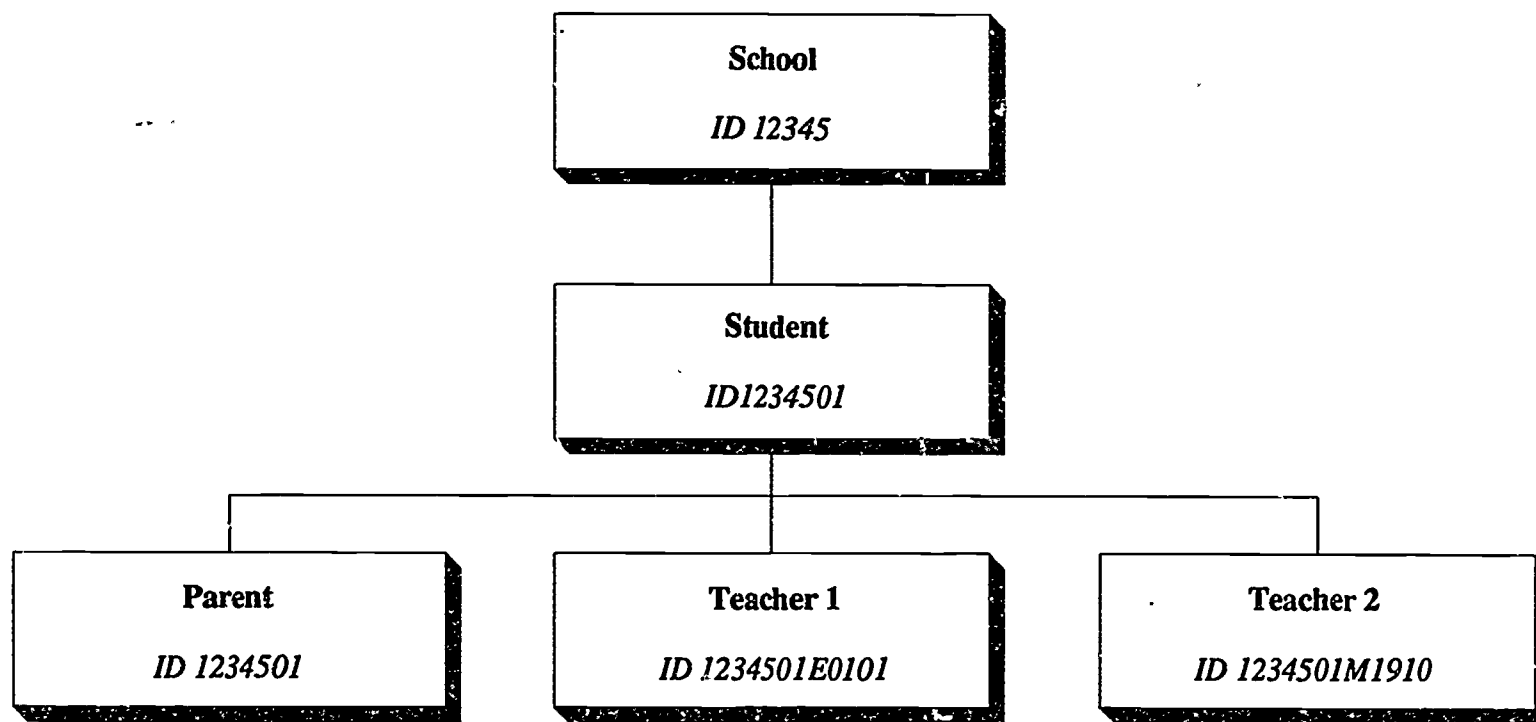 School
ID 12345
Student
ID1234501
Parent
ID 1234501
Teacher 1
ID 1234501E0101
Teacher 2
ID 1234501M1910